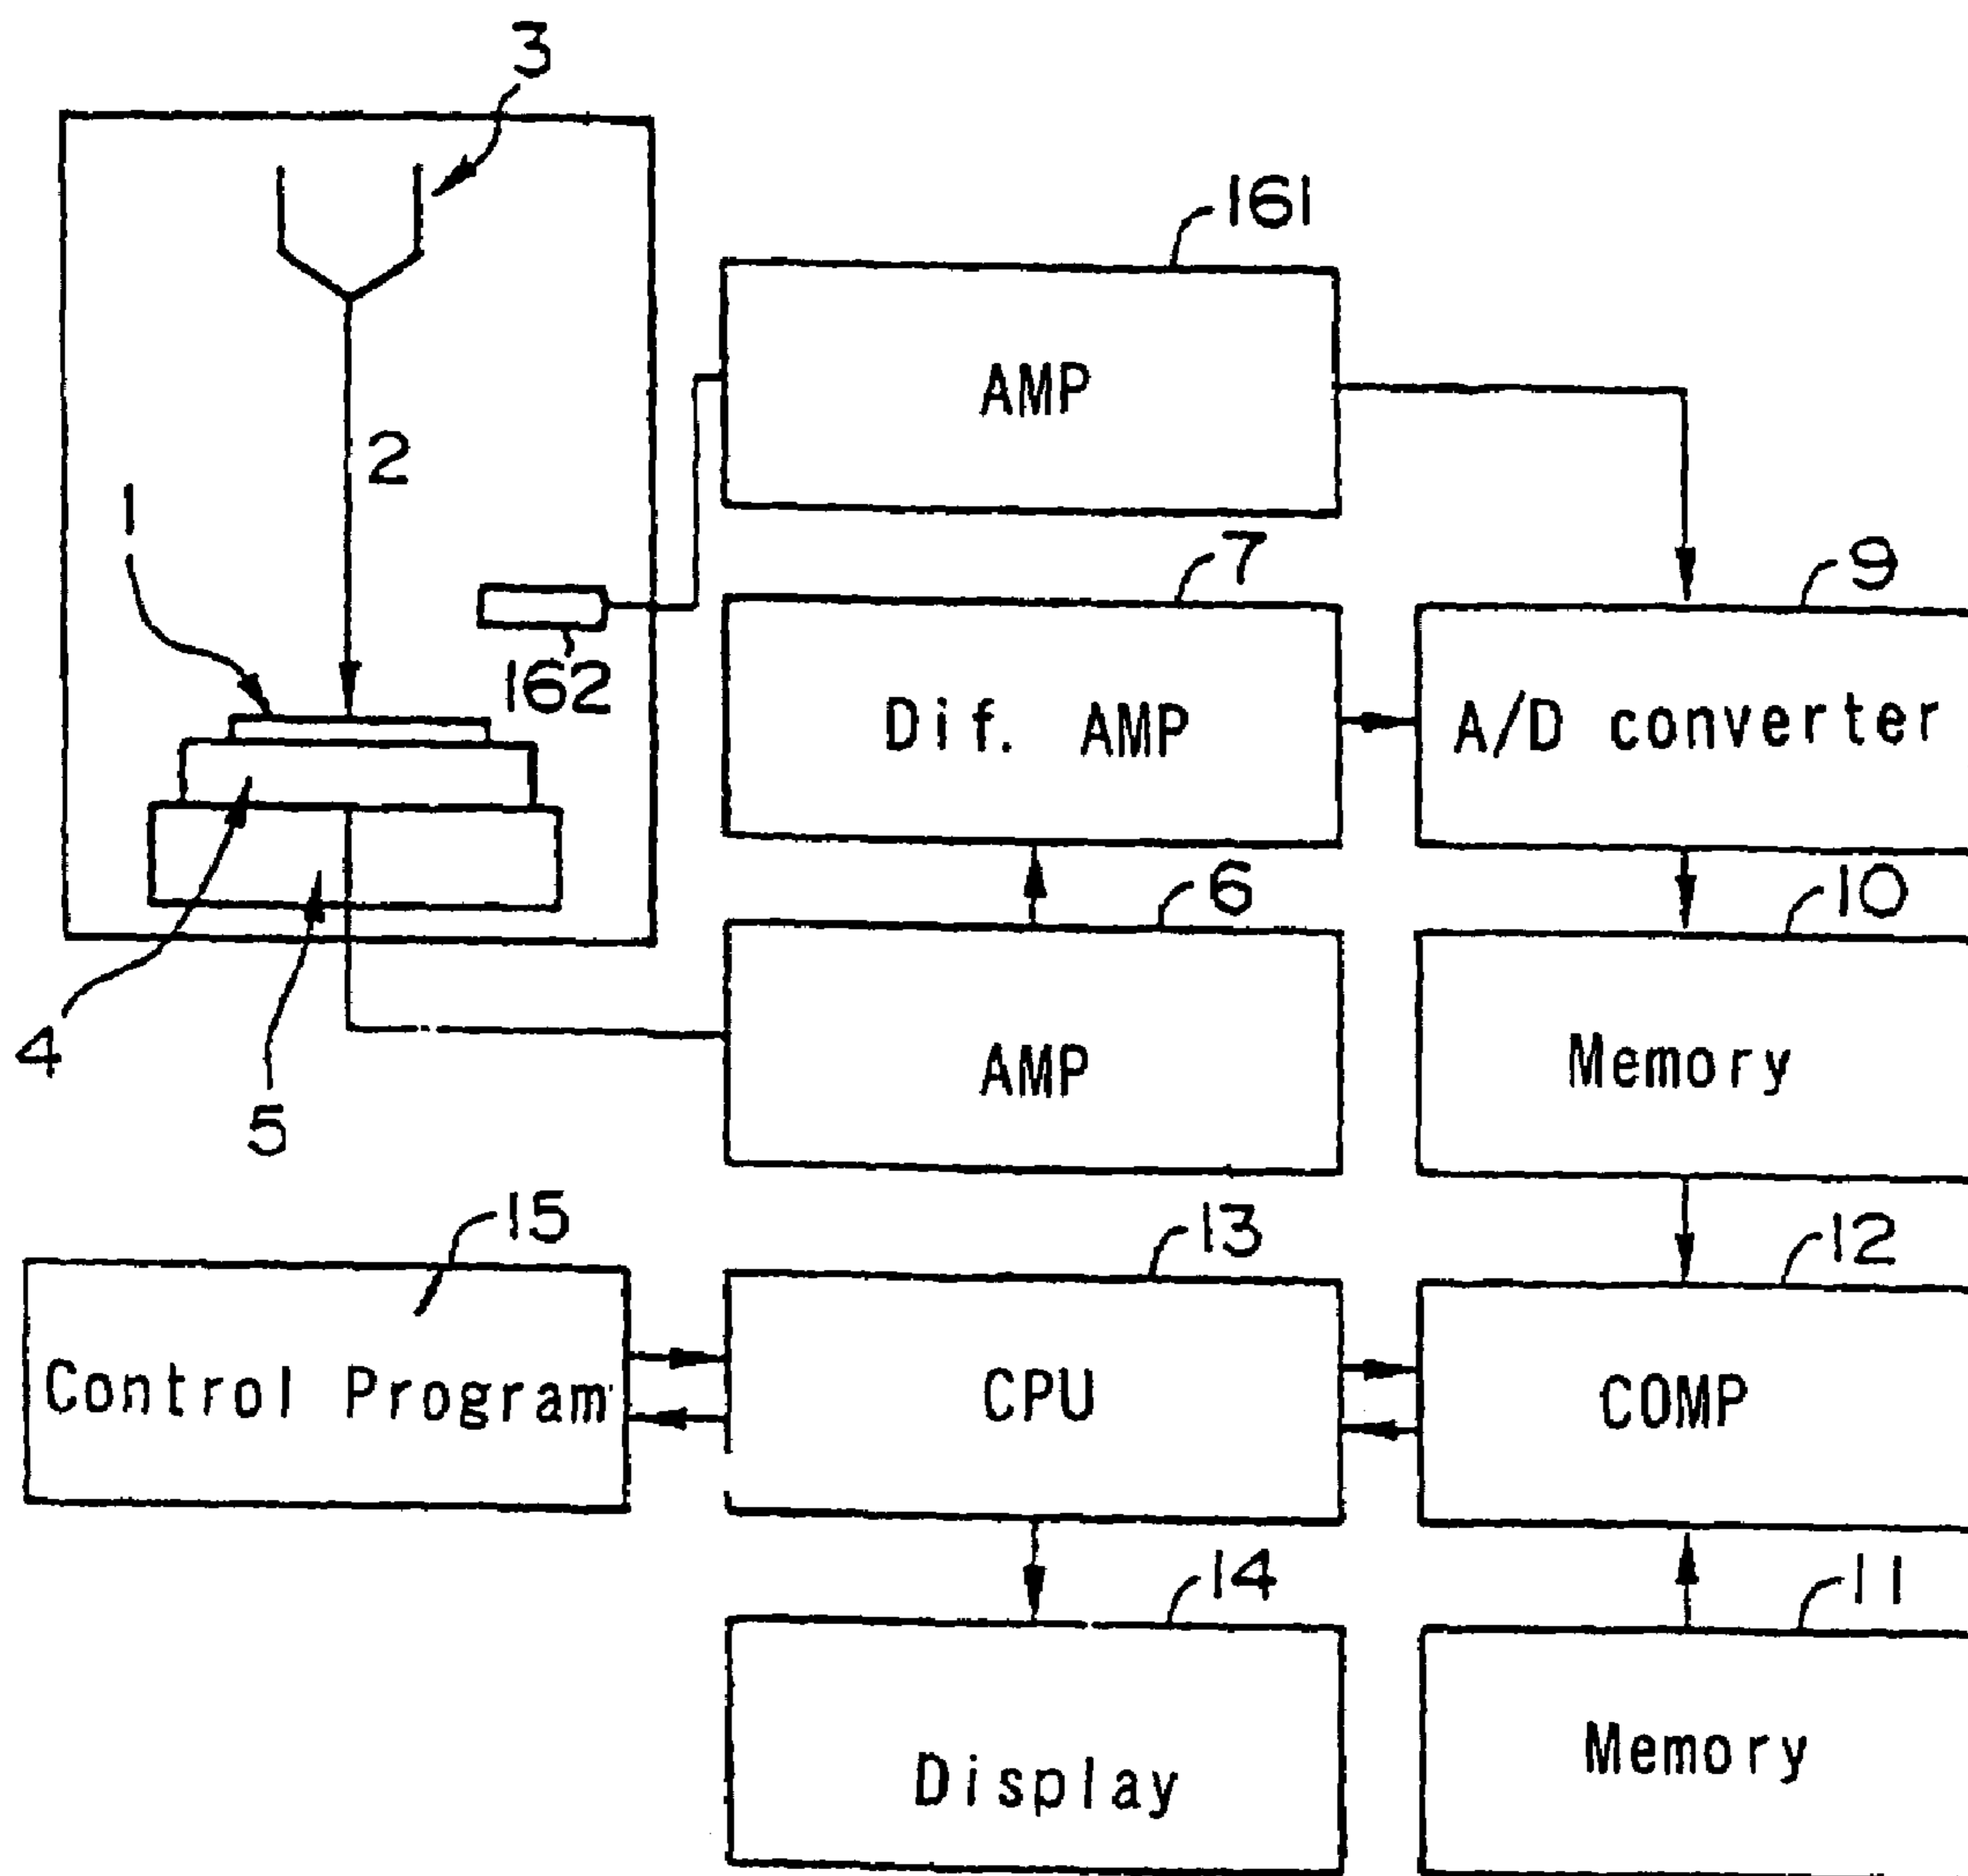 3
161
AMP
2
1
7
9
162
Dif. AMP
A/D converter
6
10
4
AMP
Memory
5
15
13
12
Control Program
CPU
COMP
14
11
Display
Memory